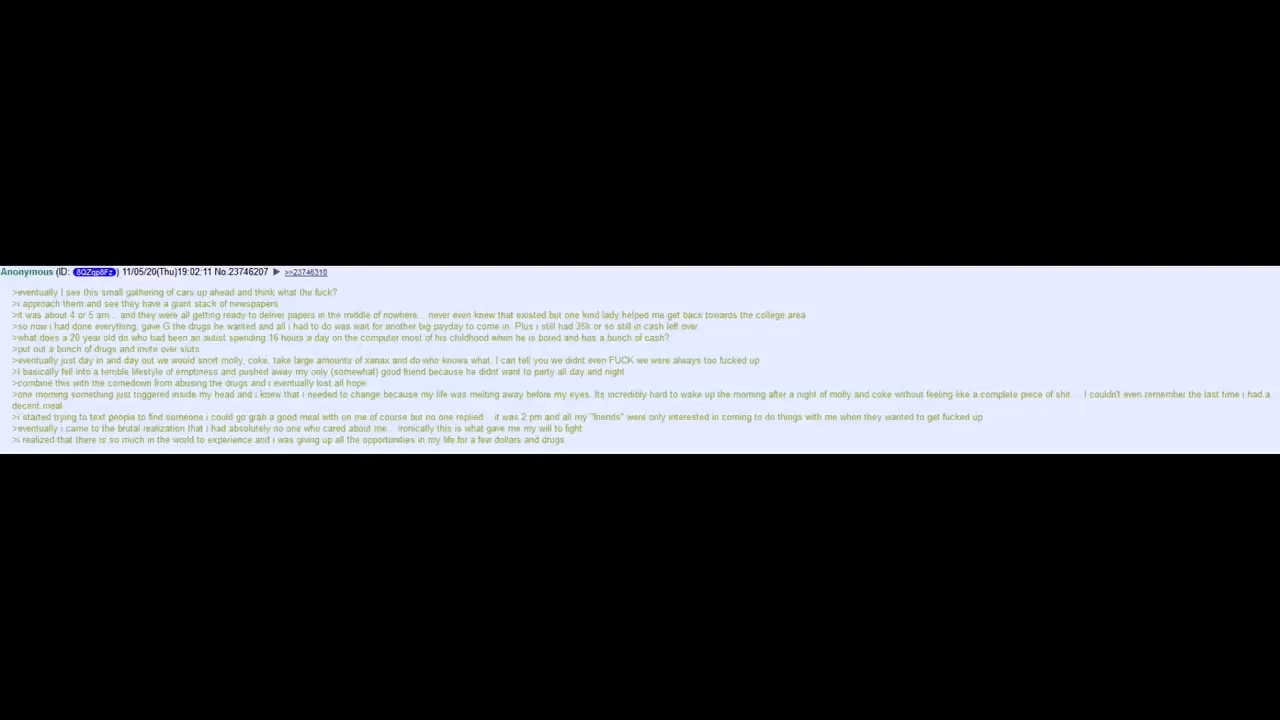 Anonymous (ID: 8QZqp8Fz) 11/05/20(Thu)19:02:11 No.23746207 ▶ >>23746310
>eventually I see this small gathering of cars up ahead and think what the fuck?
>i approach them and see they have a giant stack of newspapers
>it was about 4 or 5 am... and they were all getting ready to deliver papers in the middle of nowhere... never even knew that existed but one kind lady helped me get back towards the college area
>so now i had done everything, gave G the drugs he wanted and all i had to do was wait for another big payday to come in. Plus i still had 35k or so still in cash left over
>what does a 20 year old do who had been an autist spending 16 hours a day on the computer most of his childhood when he is bored and has a bunch of cash?
>put out a bunch of drugs and invite over sluts
>eventually just day in and day out we would snort molly, coke, take large amounts of xanax and do who knows what. I can tell you we didnt even FUCK we were always too fucked up
>i basically fell into a terrible lifestyle of emptiness and pushed away my only (somewhat) good friend because he didnt want to party all day and night
>combine this with the comedown from abusing the drugs and i eventually lost all hope
>one morning something just triggered inside my head and i knew that i needed to change because my life was melting away before my eyes. Its incredibly hard to wake up the morning after a night of molly and coke without feeling like a complete piece of shit.... I couldn't even remember the last time i had a
decent meal
>i started trying to text people to find someone i could go grab a good meal with on me of course but no one replied... it was 2 pm and all my "friends" were only interested in coming to do things with me when they wanted to get fucked up
>eventually i came to the brutal realization that i had absolutely no one who cared about me... ironically this is what gave me my will to fight
>i realized that there is so much in the world to experience and i was giving up all the opportunities in my life for a few dollars and drugs